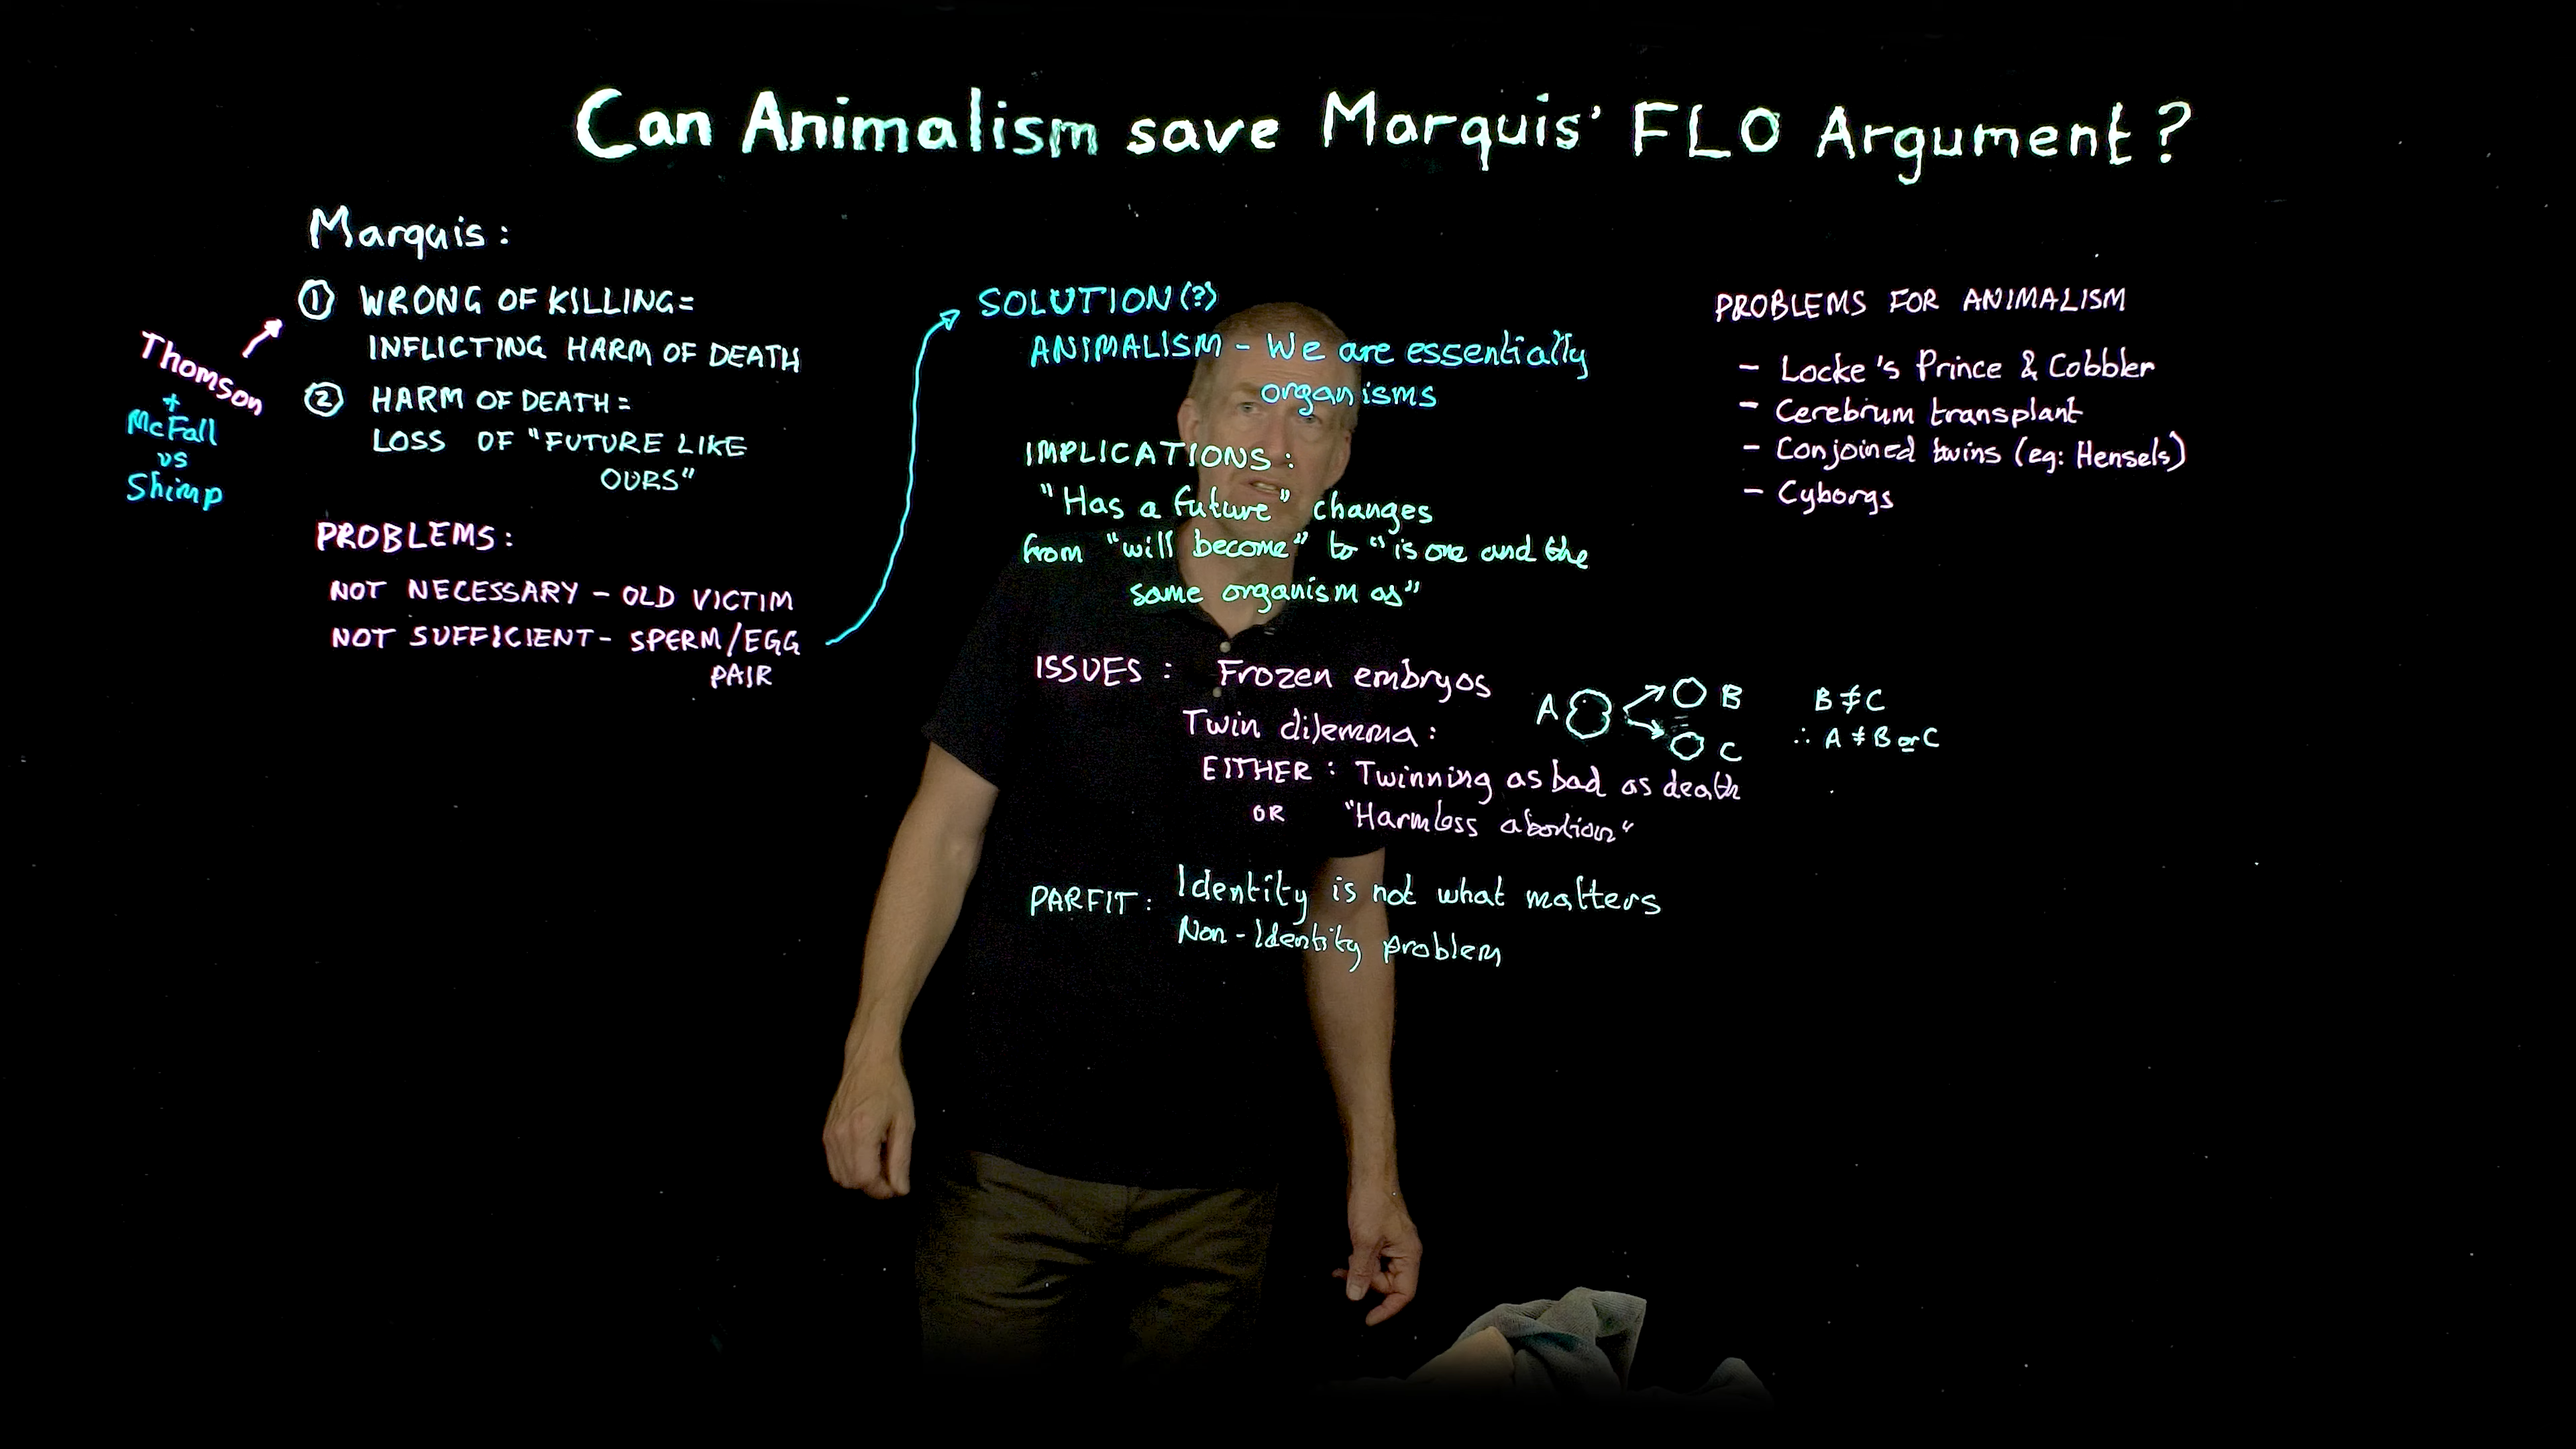 Can Animalism save Marquis' FLO Argument?
Marquis:
① WRONG OF KILLING =
INFLICTING HARM OF DEATH
② HARM OF DEATH =
LOSS OF "FUTURE LIKE
OURS"
Thomson
+
McFall
vs
Shimp
PROBLEMS:
NOT NECESSARY - OLD VICTIM
NOT SUFFICIENT - SPERM/EGG
PAIR
SOLUTION(?)
ANIMALISM - We are essentially
organisms
IMPLICATIONS:
"Has a future" changes
from "will become" to "is one and the
same organism as"
ISSUES: Frozen embryos
Twin dilemma:
EITHER: Twinning as bad as death
OR "Harmless abortion"
A
B
C
B ≠ C
∴ A ≠ B or C
PARFIT: Identity is not what matters
Non-Identity problem
PROBLEMS FOR ANIMALISM
- Locke's Prince & Cobbler
- Cerebrum transplant
- Conjoined twins (eg: Hensels)
- Cyborgs